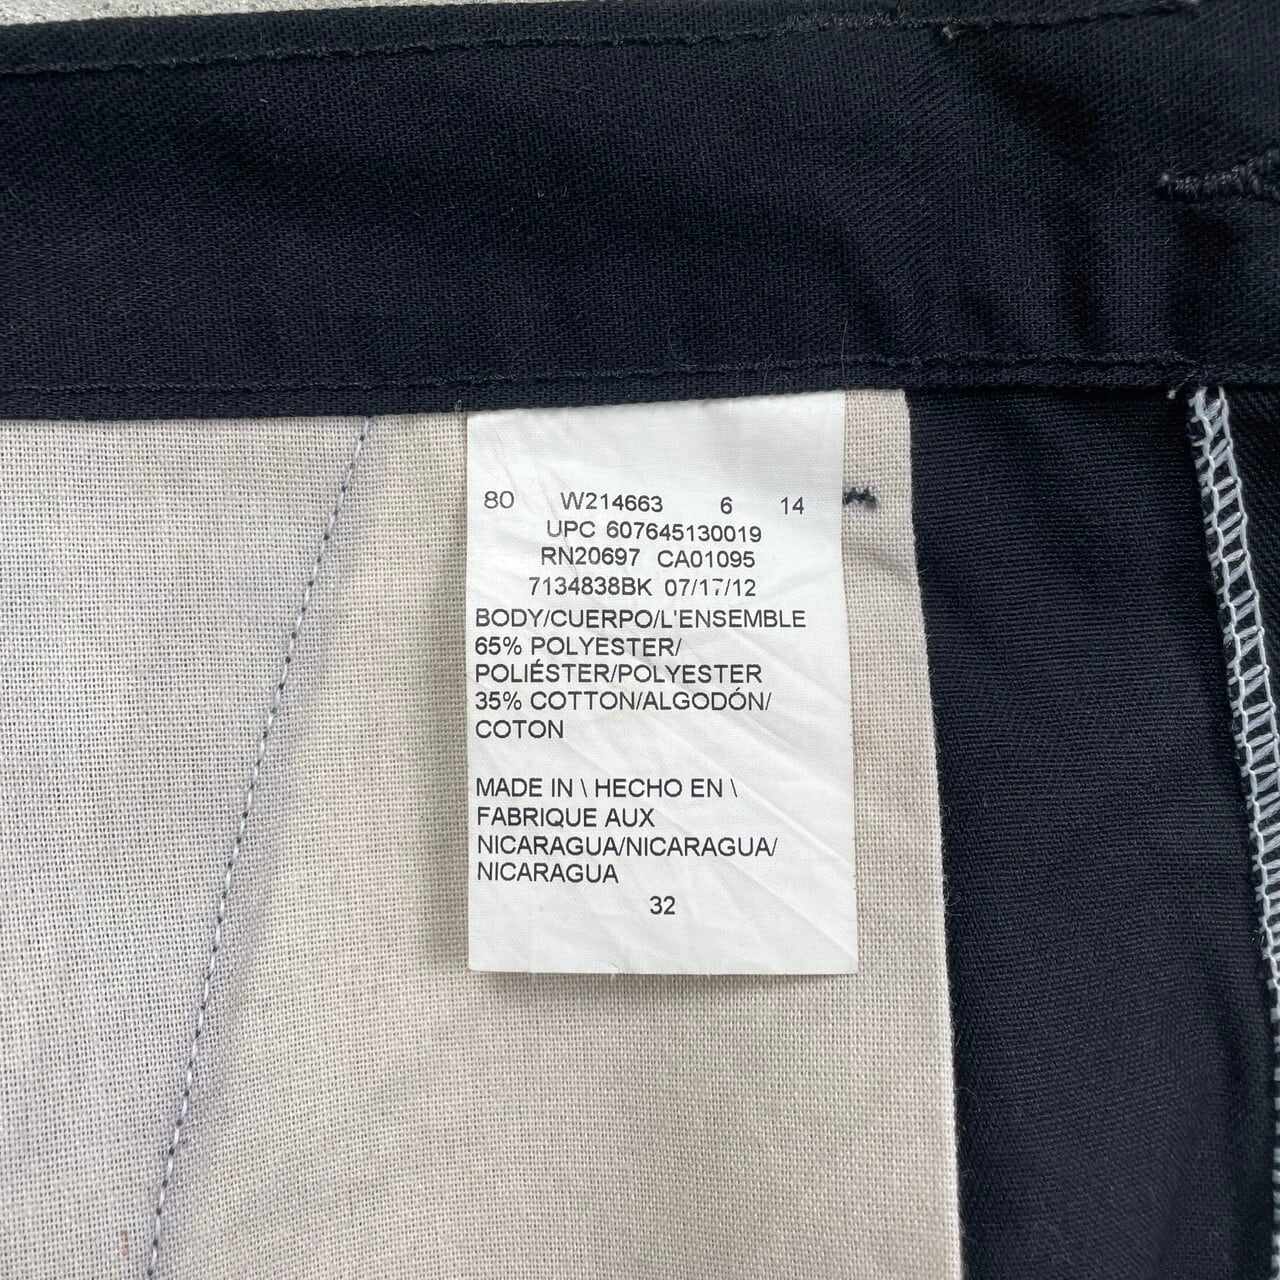 80 W214663 6 14
UPC 607645130019
RN20697 CA01095
7134838BK 07/17/12
BODY/CUERPO/L'ENSEMBLE
65% POLYESTER/
POLIÉSTER/POLYESTER
35% COTTON/ALGODÓN/
COTON
MADE IN \ HECHO EN \
FABRIQUE AUX
NICARAGUA/NICARAGUA/
NICARAGUA
32